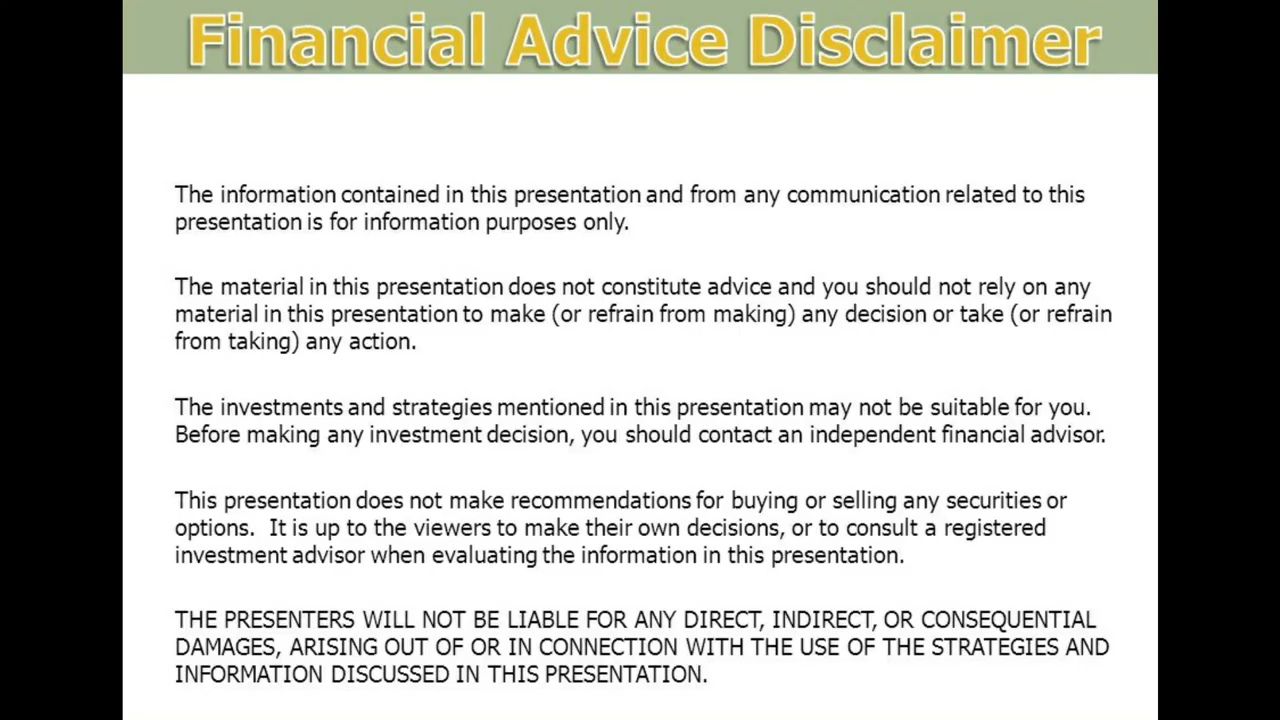 Financial Advice Disclaimer
The information contained in this presentation and from any communication related to this
presentation is for information purposes only.
The material in this presentation does not constitute advice and you should not rely on any
material in this presentation to make (or refrain from making) any decision or take (or refrain
from taking) any action.
The investments and strategies mentioned in this presentation may not be suitable for you.
Before making any investment decision, you should contact an independent financial advisor.
This presentation does not make recommendations for buying or selling any securities or
options.  It is up to the viewers to make their own decisions, or to consult a registered
investment advisor when evaluating the information in this presentation.
THE PRESENTERS WILL NOT BE LIABLE FOR ANY DIRECT, INDIRECT, OR CONSEQUENTIAL
DAMAGES, ARISING OUT OF OR IN CONNECTION WITH THE USE OF THE STRATEGIES AND
INFORMATION DISCUSSED IN THIS PRESENTATION.